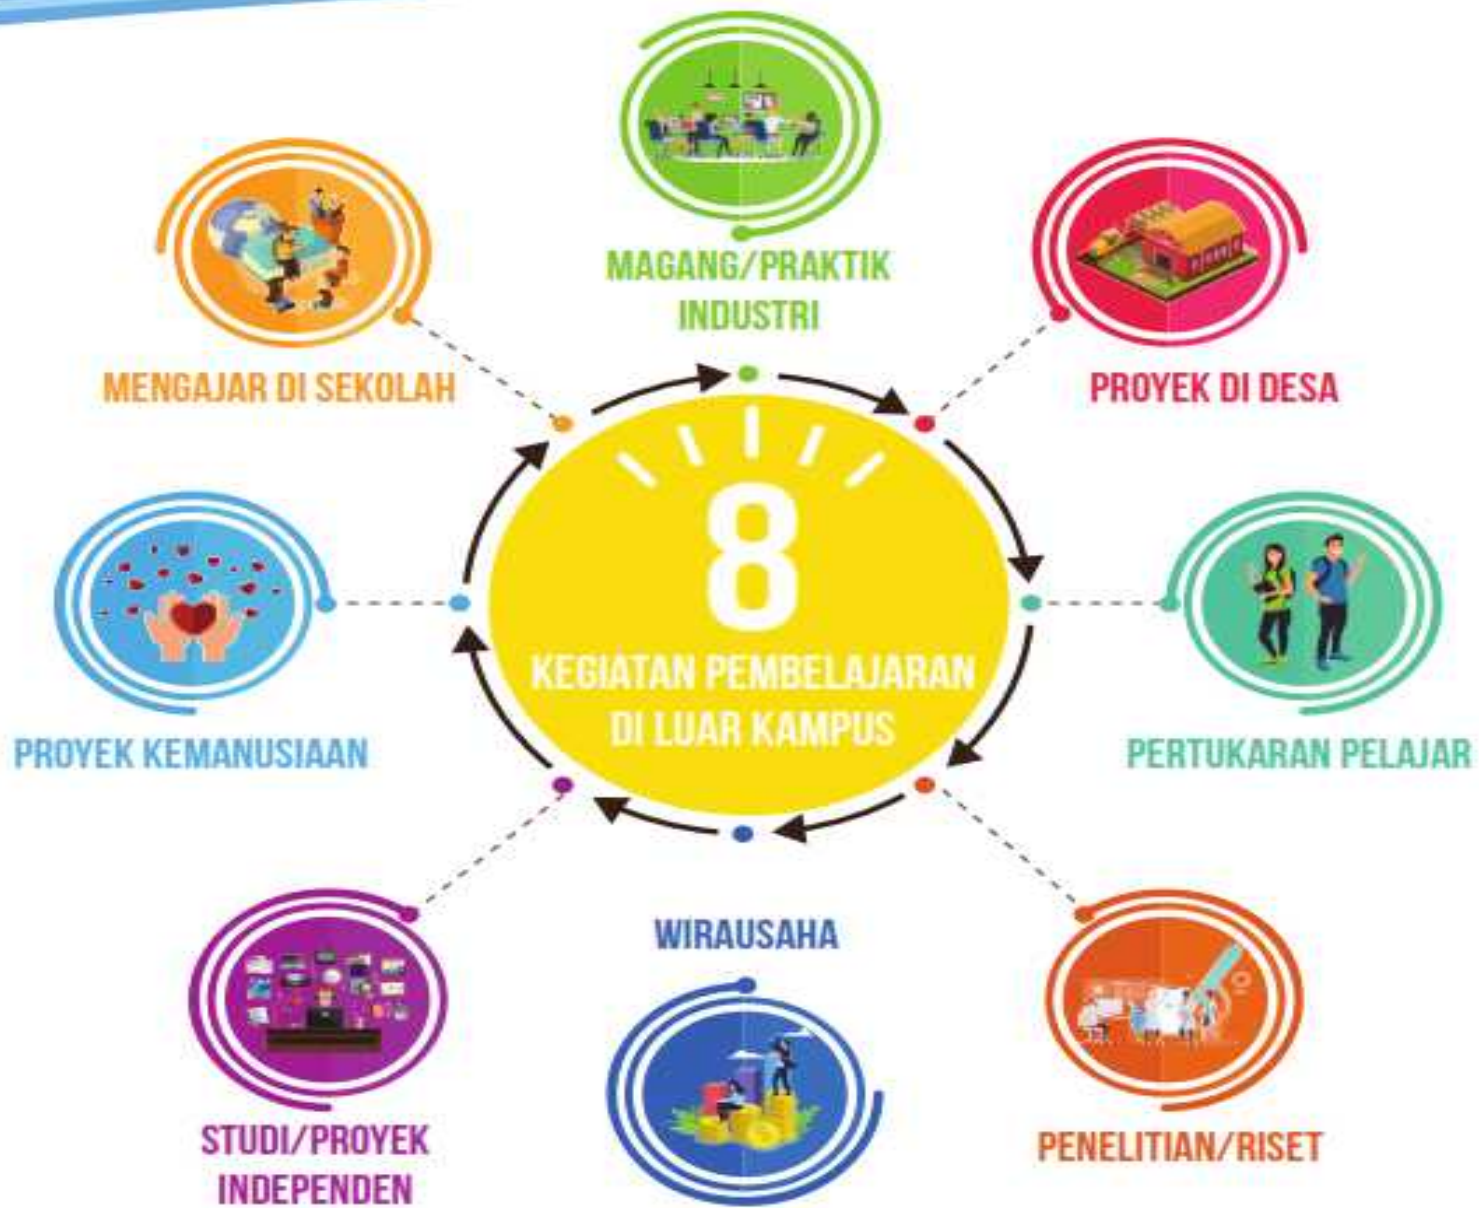 MAGANG/PRAKTIK
INDUSTRI
PROYEK DI DESA
PERTUKARAN PELAJAR
PENELITIAN/RISET
WIRAUSAHA
STUDI/PROYEK
INDEPENDEN
PROYEK KEMANUSIAAN
MENGAJAR DI SEKOLAH
8
KEGIATAN PEMBELAJARAN
DI LUAR KAMPUS